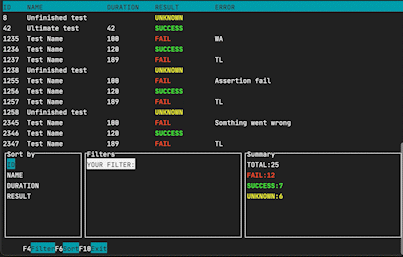 ID NAME DURATION RESULT ERROR
8 Unfinished test UNKNOWN
42 Ultimate test 42 SUCCESS
1235 Test Name 100 FAIL WA
1236 Test Name 120 SUCCESS
1237 Test Name 189 FAIL TL
1238 Unfinished test UNKNOWN
1255 Test Name 100 FAIL Assertion fail
1256 Test Name 120 SUCCESS
1257 Test Name 189 FAIL TL
1258 Unfinished test UNKNOWN
2345 Test Name 100 FAIL Somthing went wrong
2346 Test Name 120 SUCCESS
2347 Test Name 189 FAIL TL
Sort by Filters Summary
ID YOUR FILTER: TOTAL:25
NAME FAIL:12
DURATION SUCCESS:7
RESULT UNKNOWN:6
F4Filter F6Sort F10Exit